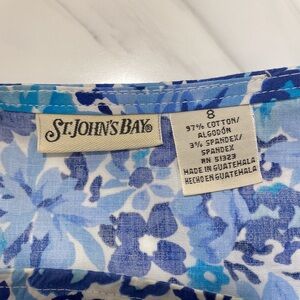 ST. JOHN'S BAY®
8
97% COTTON/
ALGODÓN
3% SPANDEX/
SPANDEX
RN 51323
MADE IN GUATEMALA
HECHO EN GUATEMALA